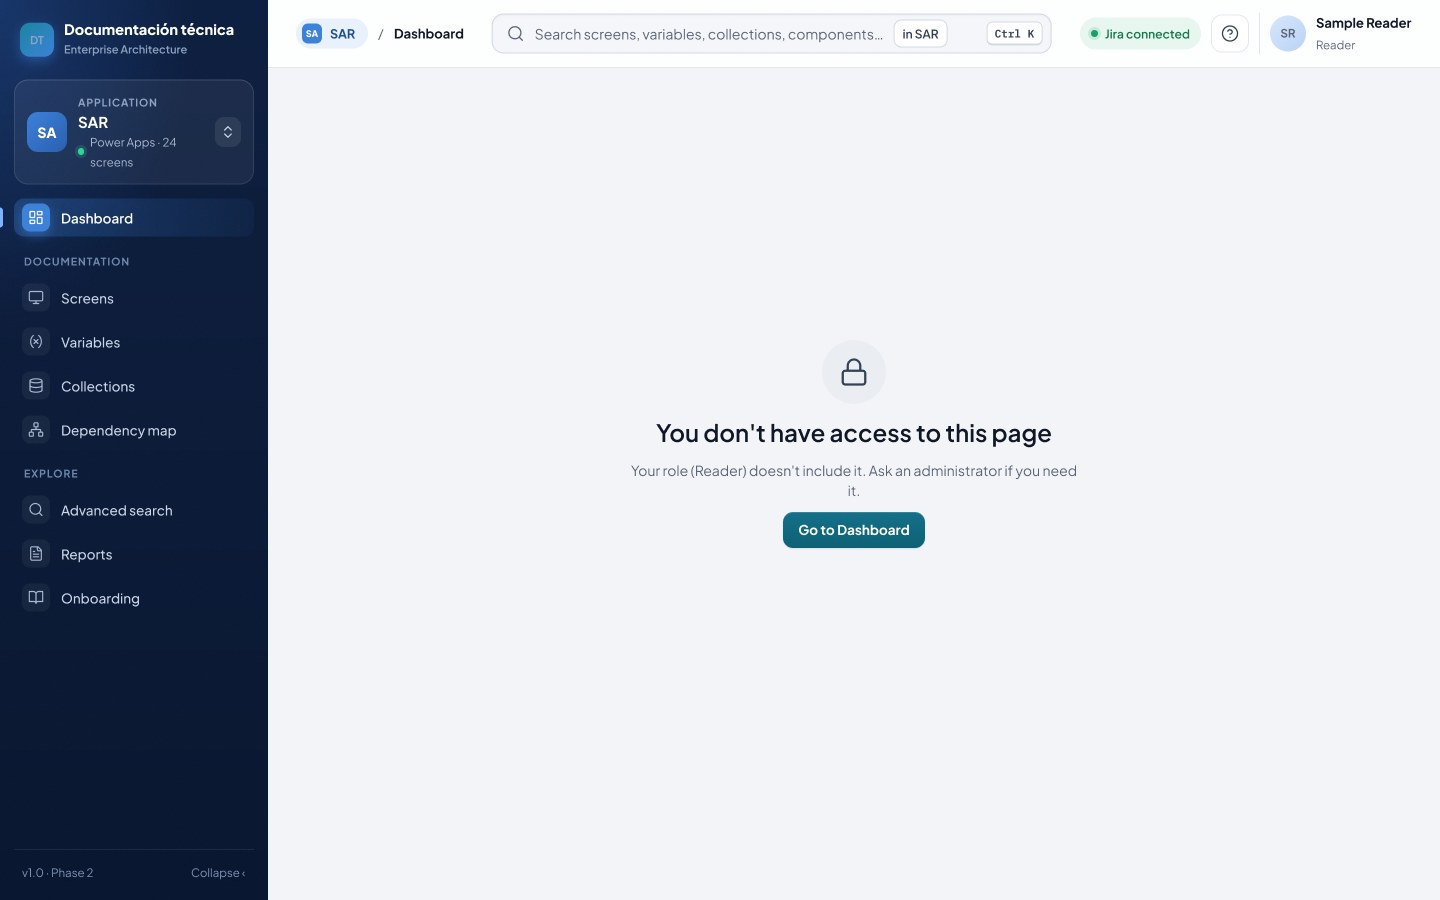 DT
Documentación técnica
Enterprise Architecture
APPLICATION
SA
SAR
Power Apps · 24
screens
Dashboard
DOCUMENTATION
Screens
Variables
Collections
Dependency map
EXPLORE
Advanced search
Reports
Onboarding
v1.0 · Phase 2
Collapse ‹
SA SAR / Dashboard
Search screens, variables, collections, components... in SAR Ctrl K
Jira connected
SR
Sample Reader
Reader
You don't have access to this page
Your role (Reader) doesn't include it. Ask an administrator if you need
it.
Go to Dashboard